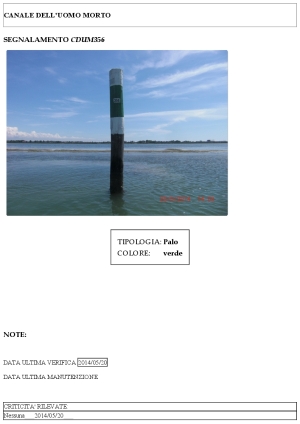 CANALE DELL'UOMO MORTO
SEGNALAMENTO CDUM356
TIPOLOGIA: Palo
COLORE: verde
NOTE:
DATA ULTIMA VERIFICA 2014/05/20
DATA ULTIMA MANUTENZIONE
CRITICITA' RILEVATE
Nessuna 2014/05/20